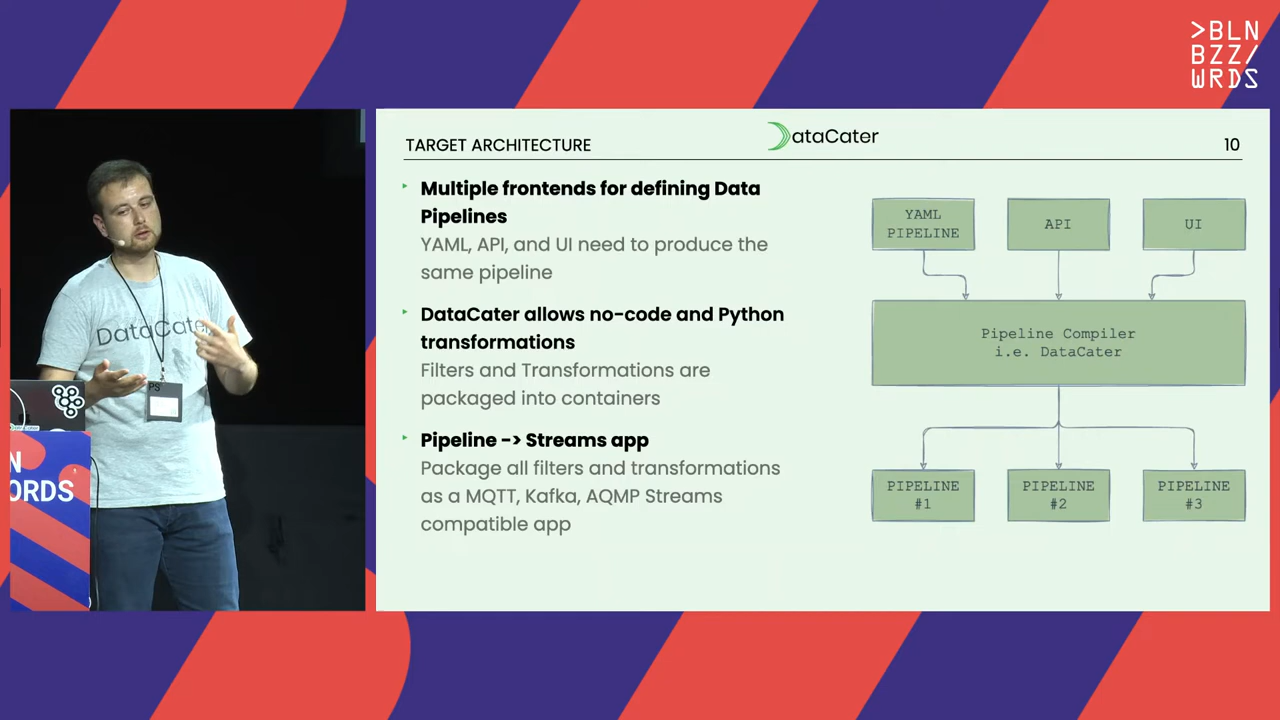 >BLN
BZZ/
WRDS
TARGET ARCHITECTURE
DataCater
10
Multiple frontends for defining Data
Pipelines
YAML, API, and UI need to produce the
same pipeline
DataCater allows no-code and Python
transformations
Filters and Transformations are
packaged into containers
Pipeline -> Streams app
Package all filters and transformations
as a MQTT, Kafka, AQMP Streams
compatible app
YAML
PIPELINE
API
UI
Pipeline Compiler
i.e. DataCater
PIPELINE
#1
PIPELINE
#2
PIPELINE
#3
DataCater
PS
N
ORDS